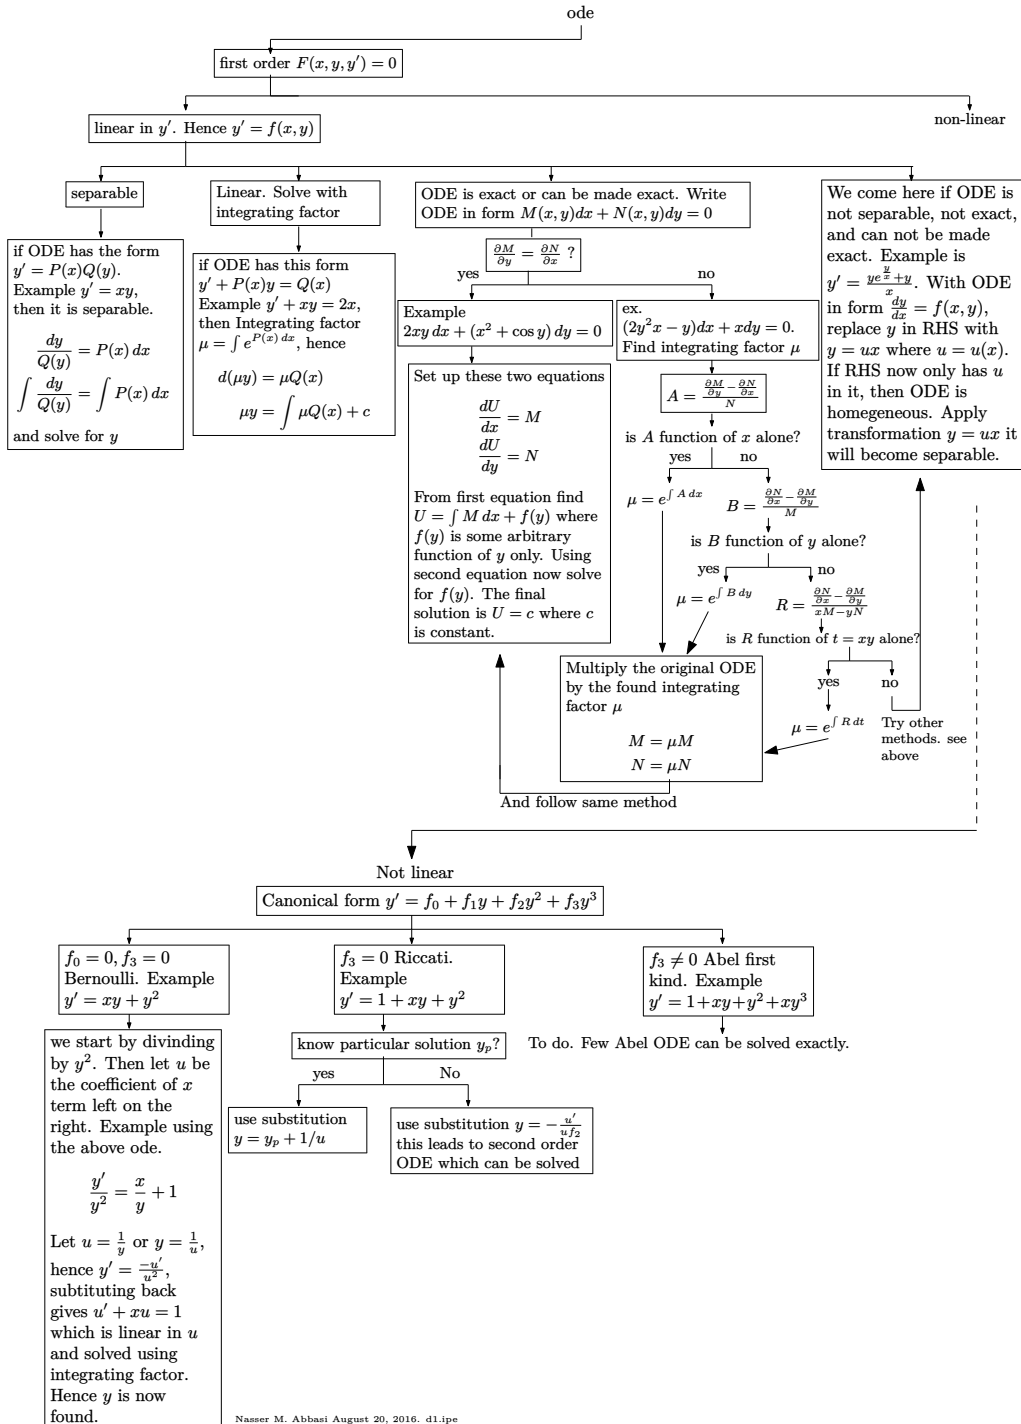 ode
first order F(x, y, y′) = 0
linear in y′. Hence y′ = f(x, y)
non-linear
separable
if ODE has the form
y′ = P(x)Q(y).
Example y′ = xy,
then it is separable.
dy/Q(y) = P(x) dx
∫ dy/Q(y) = ∫ P(x) dx
and solve for y
Linear. Solve with
integrating factor
if ODE has this form
y′ + P(x)y = Q(x)
Example y′ + xy = 2x,
then Integrating factor
μ = ∫ e^{P(x) dx}, hence
d(μy) = μQ(x)
μy = ∫ μQ(x) + c
ODE is exact or can be made exact. Write
ODE in form M(x, y)dx + N(x, y)dy = 0
∂M/∂y = ∂N/∂x ?
yes
no
Example
2xy dx + (x² + cos y) dy = 0
Set up these two equations
dU/dx = M
dU/dy = N
From first equation find
U = ∫ M dx + f(y) where
f(y) is some arbitrary
function of y only. Using
second equation now solve
for f(y). The final
solution is U = c where c
is constant.
ex.
(2y²x − y)dx + xdy = 0.
Find integrating factor μ
A = (∂M/∂y − ∂N/∂x)/N
is A function of x alone?
yes
no
μ = e^{∫ A dx}
B = (∂N/∂x − ∂M/∂y)/M
is B function of y alone?
yes
no
μ = e^{∫ B dy}
R = (∂N/∂x − ∂M/∂y)/(xM−yN)
is R function of t = xy alone?
yes
no
μ = e^{∫ R dt}
Try other
methods. see
above
Multiply the original ODE
by the found integrating
factor μ
M = μM
N = μN
And follow same method
We come here if ODE is
not separable, not exact,
and can not be made
exact. Example is
y′ = (ye^{y/x}+y)/x. With ODE
in form dy/dx = f(x, y),
replace y in RHS with
y = ux where u = u(x).
If RHS now only has u
in it, then ODE is
homegeneous. Apply
transformation y = ux it
will become separable.
Not linear
Canonical form y′ = f₀ + f₁y + f₂y² + f₃y³
f₀ = 0, f₃ = 0
Bernoulli. Example
y′ = xy + y²
we start by divinding
by y². Then let u be
the coefficient of x
term left on the
right. Example using
the above ode.
y′/y² = x/y + 1
Let u = 1/y or y = 1/u,
hence y′ = −u′/u²,
subtituting back
gives u′ + xu = 1
which is linear in u
and solved using
integrating factor.
Hence y is now
found.
f₃ = 0 Riccati.
Example
y′ = 1 + xy + y²
know particular solution y_p?
yes
No
use substitution
y = y_p + 1/u
use substitution y = −u′/(uf₂)
this leads to second order
ODE which can be solved
f₃ ≠ 0 Abel first
kind. Example
y′ = 1+xy+y²+xy³
To do. Few Abel ODE can be solved exactly.
Nasser M. Abbasi August 20, 2016. d1.ipe